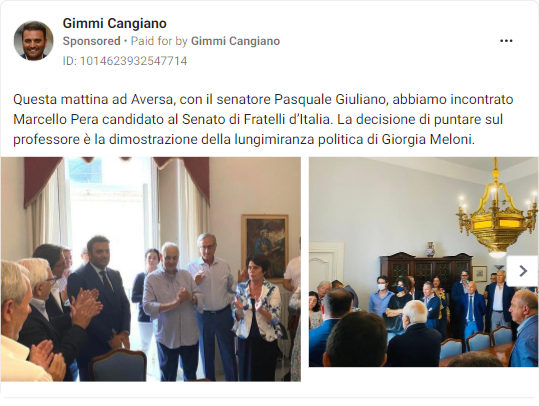 Gimmi Cangiano
Sponsored • Paid for by Gimmi Cangiano
ID: 1014623932547714
Questa mattina ad Aversa, con il senatore Pasquale Giuliano, abbiamo incontrato
Marcello Pera candidato al Senato di Fratelli d’Italia. La decisione di puntare sul
professore è la dimostrazione della lungimiranza politica di Giorgia Meloni.